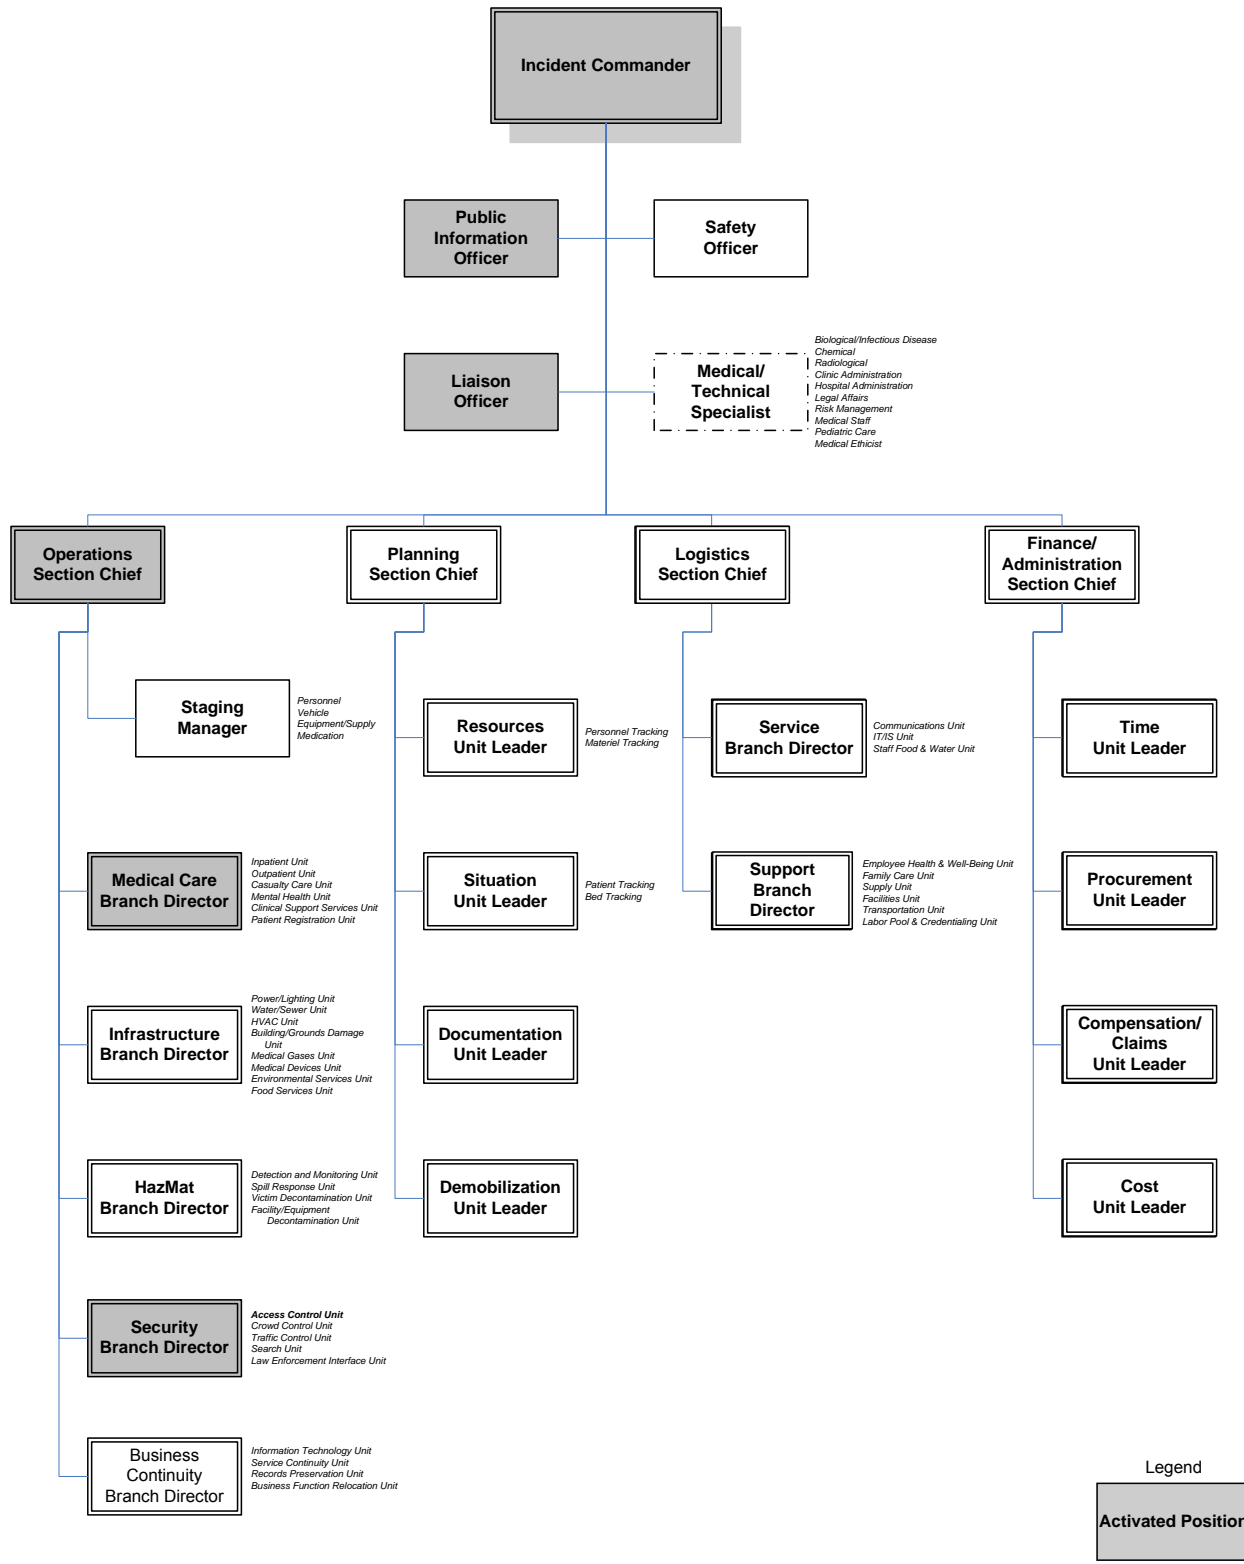 Incident Commander
Public
Information
Officer
Safety
Officer
Liaison
Officer
Medical/
Technical
Specialist
Biological/Infectious Disease
Chemical
Radiological
Clinic Administration
Hospital Administration
Legal Affairs
Risk Management
Medical Staff
Pediatric Care
Medical Ethicist
Operations
Section Chief
Planning
Section Chief
Logistics
Section Chief
Finance/
Administration
Section Chief
Staging
Manager
Personnel
Vehicle
Equipment/Supply
Medication
Resources
Unit Leader
Personnel Tracking
Materiel Tracking
Service
Branch Director
Communications Unit
IT/IS Unit
Staff Food & Water Unit
Time
Unit Leader
Medical Care
Branch Director
Inpatient Unit
Outpatient Unit
Casualty Care Unit
Mental Health Unit
Clinical Support Services Unit
Patient Registration Unit
Situation
Unit Leader
Patient Tracking
Bed Tracking
Support
Branch
Director
Employee Health & Well-Being Unit
Family Care Unit
Supply Unit
Facilities Unit
Transportation Unit
Labor Pool & Credentialing Unit
Procurement
Unit Leader
Infrastructure
Branch Director
Power/Lighting Unit
Water/Sewer Unit
HVAC Unit
Building/Grounds Damage
Unit
Medical Gases Unit
Medical Devices Unit
Environmental Services Unit
Food Services Unit
Documentation
Unit Leader
Compensation/
Claims
Unit Leader
HazMat
Branch Director
Detection and Monitoring Unit
Spill Response Unit
Victim Decontamination Unit
Facility/Equipment
Decontamination Unit
Demobilization
Unit Leader
Cost
Unit Leader
Security
Branch Director
Access Control Unit
Crowd Control Unit
Traffic Control Unit
Search Unit
Law Enforcement Interface Unit
Business
Continuity
Branch Director
Information Technology Unit
Service Continuity Unit
Records Preservation Unit
Business Function Relocation Unit
Legend
Activated Position